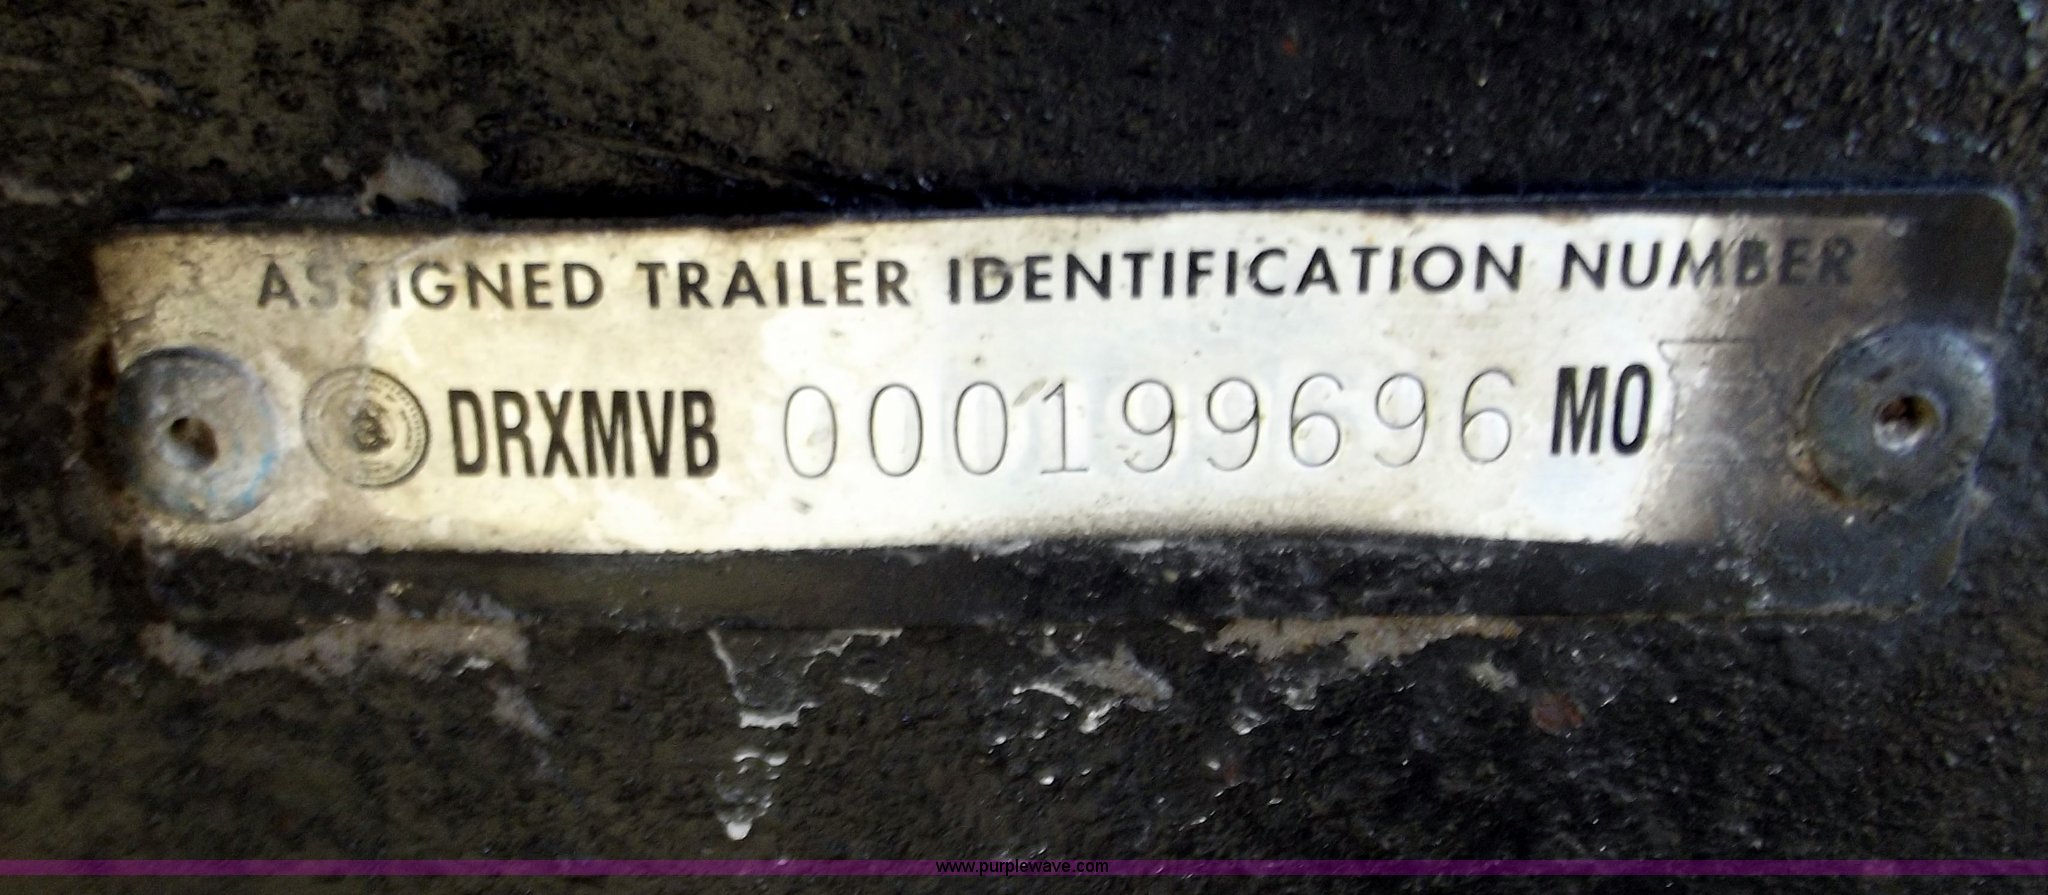 ASSIGNED TRAILER IDENTIFICATION NUMBER
DRXMVB 000199696 MO
www.purplewave.com